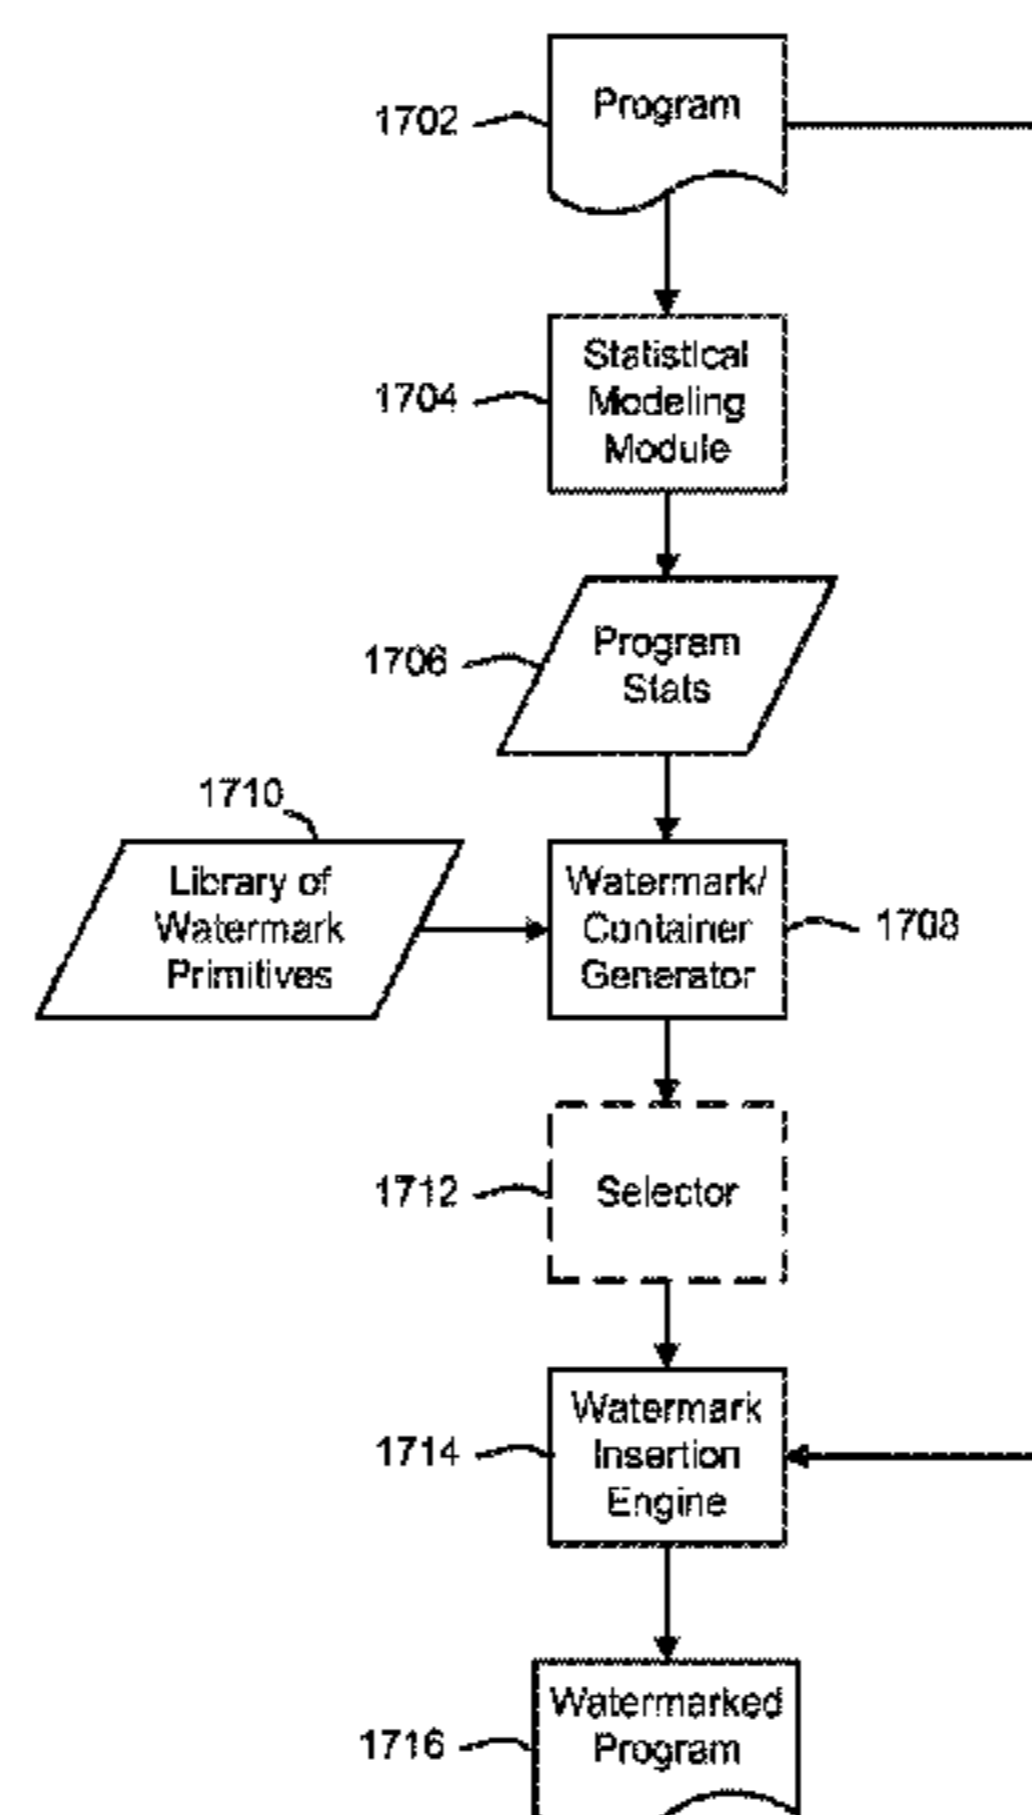 1702
Program
1704
Statistical
Modeling
Module
1706
Program
Stats
1710
Library of
Watermark
Primitives
Watermark/
Container
Generator
1708
1712
Selector
1714
Watermark
Insertion
Engine
1716
Watermarked
Program